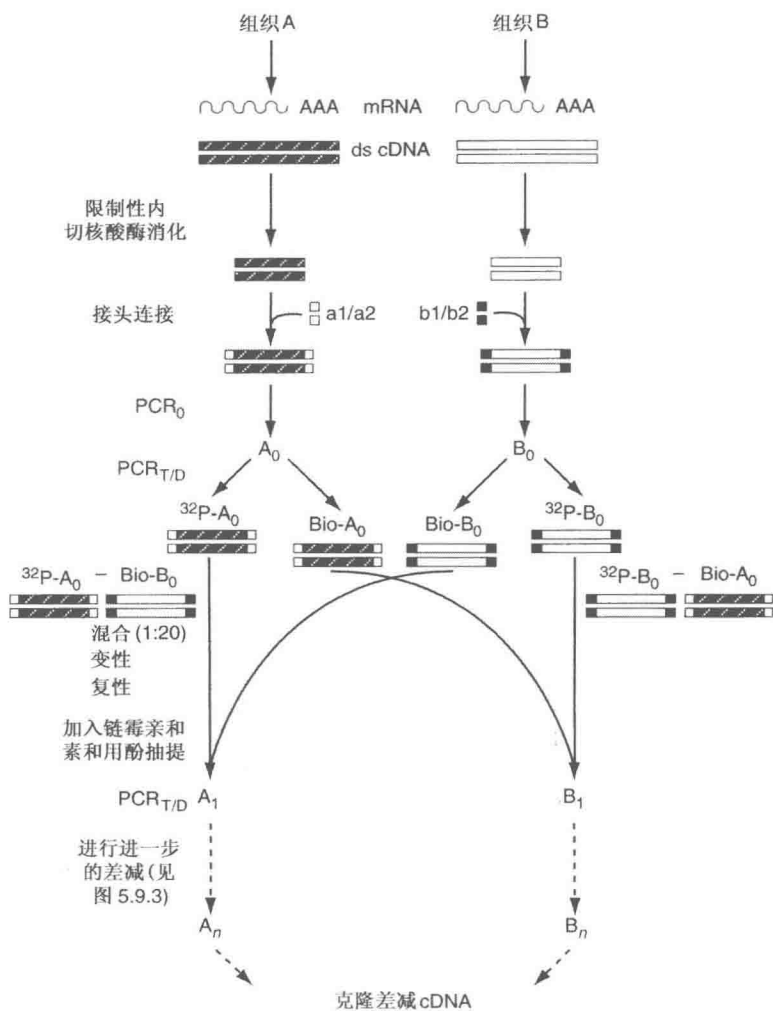 组织A 组织B
AAA mRNA AAA
ds cDNA
限制性内
切核酸酶消化
接头连接 a1/a2 b1/b2
PCR0
A0 B0
PCRT/D
32P-A0 Bio-A0 Bio-B0 32P-B0
32P-A0 – Bio-B0 32P-B0 – Bio-A0
混合(1:20)
变性
复性
加入链霉亲和
素和用酚抽提
PCRT/D A1 B1
进行进一步
的差减(见
图 5.9.3)
An Bn
克隆差减cDNA